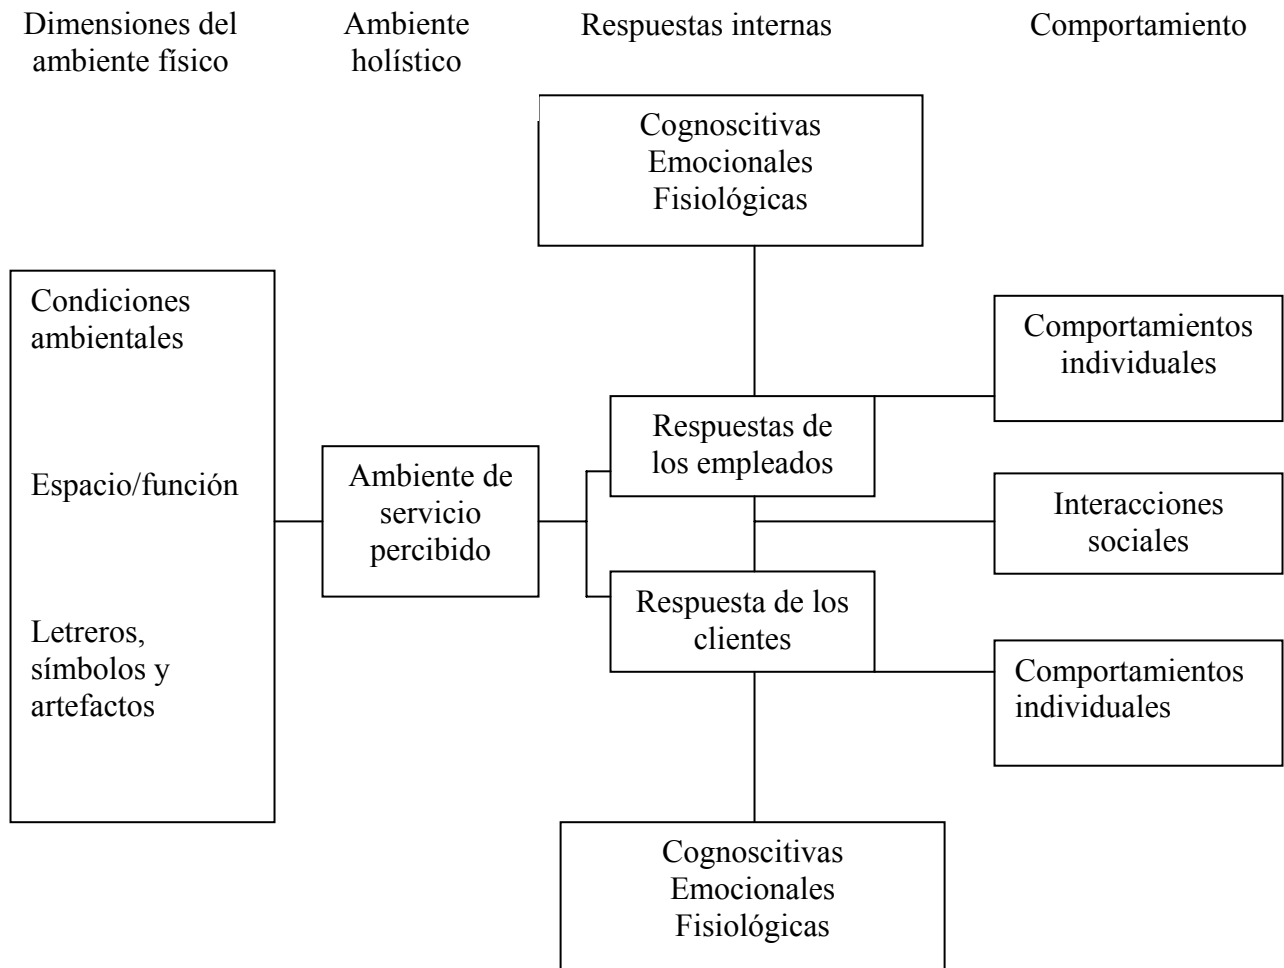 Dimensiones del
ambiente físico
Ambiente
holístico
Respuestas internas
Comportamiento
Cognoscitivas
Emocionales
Fisiológicas
Condiciones
ambientales
Espacio/función
Letreros,
símbolos y
artefactos
Ambiente de
servicio
percibido
Respuestas de
los empleados
Respuesta de los
clientes
Comportamientos
individuales
Interacciones
sociales
Comportamientos
individuales
Cognoscitivas
Emocionales
Fisiológicas